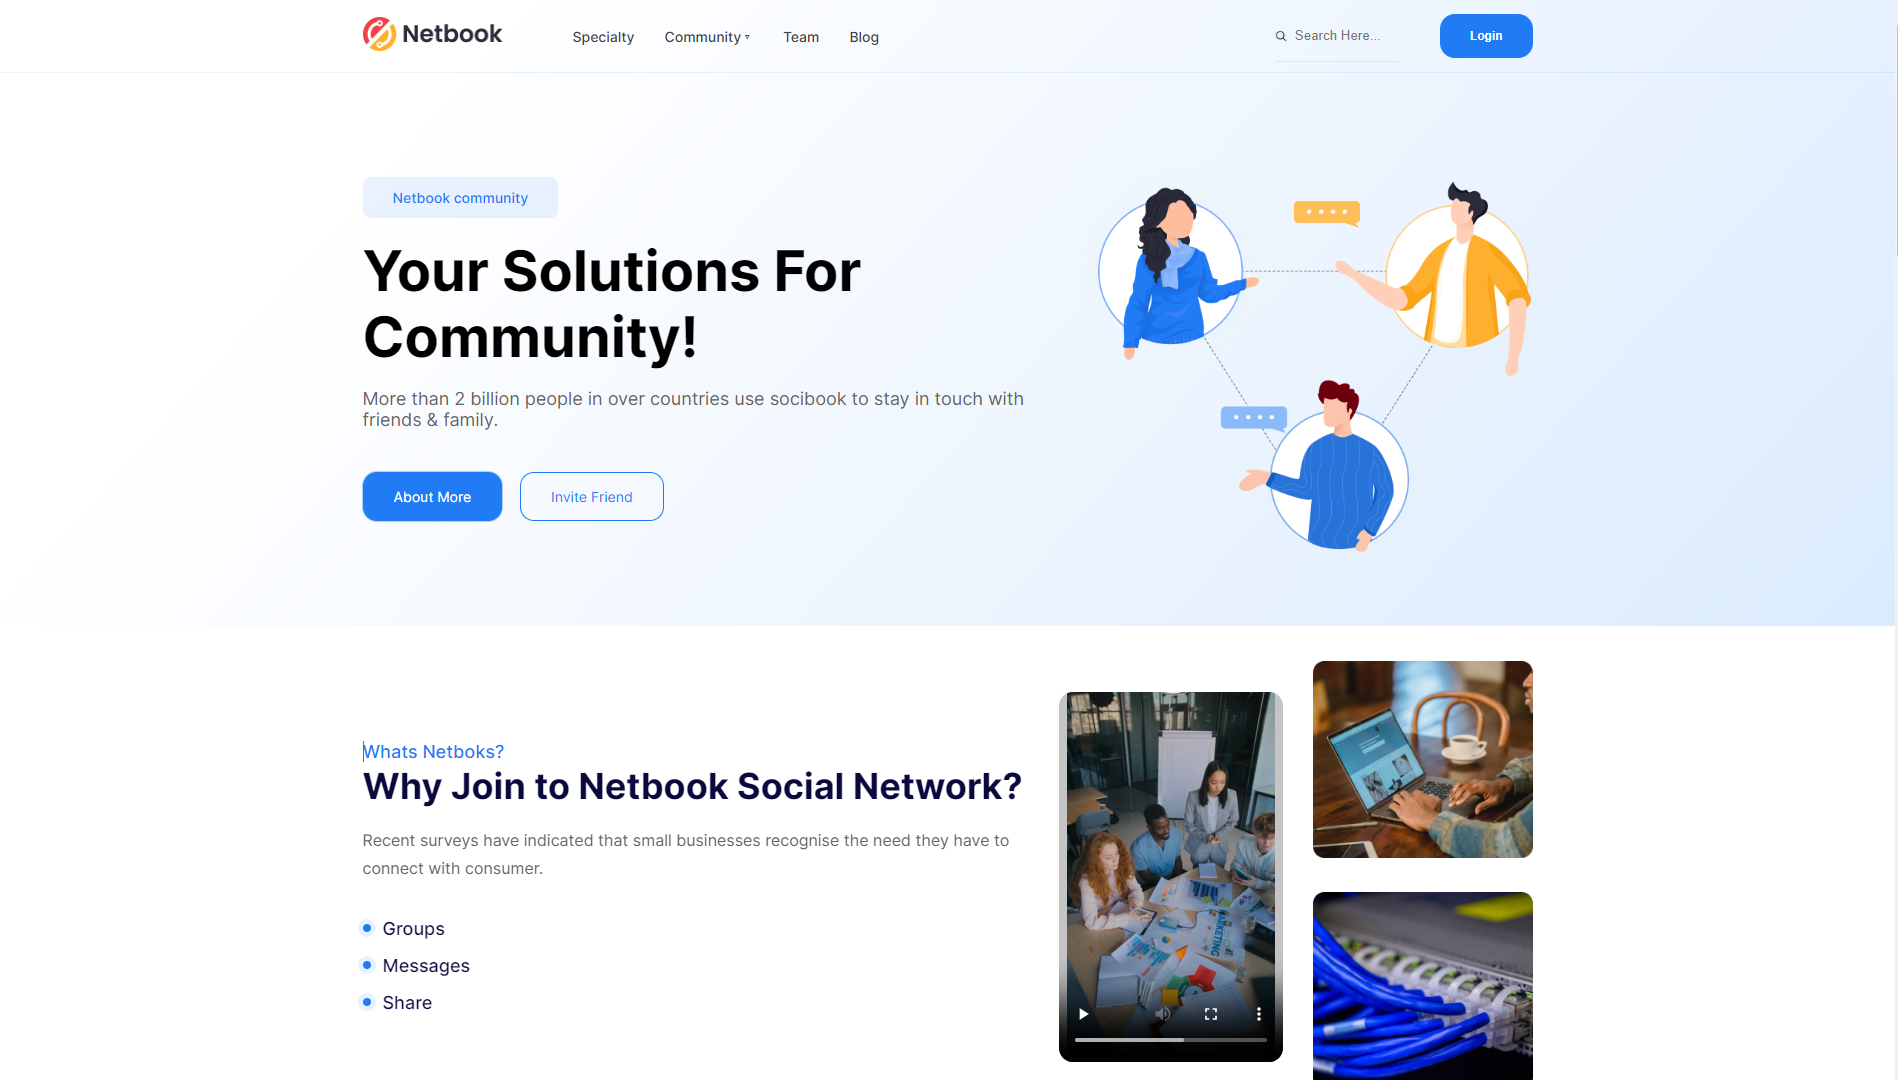 Netbook
Specialty
Community
Team
Blog
Search Here...
Login
Netbook community
Your Solutions For
Community!
More than 2 billion people in over countries use socibook to stay in touch with
friends & family.
About More
Invite Friend
Whats Netboks?
Why Join to Netbook Social Network?
Recent surveys have indicated that small businesses recognise the need they have to
connect with consumer.
Groups
Messages
Share
MARKETING